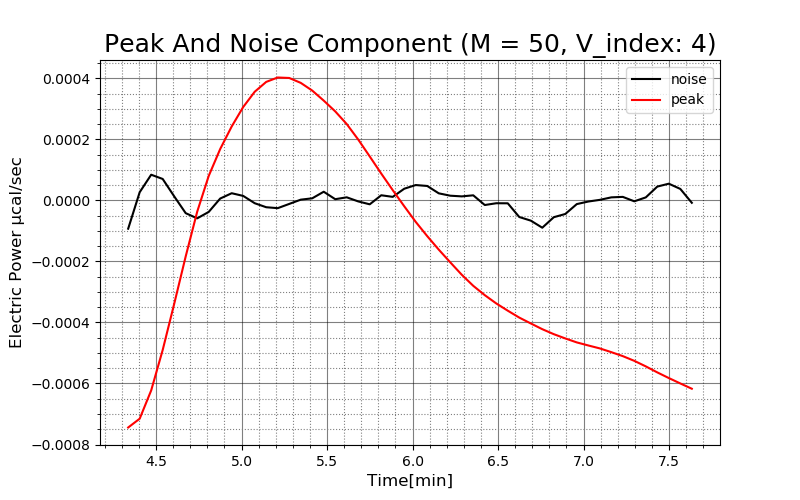 Peak And Noise Component (M = 50, V_index: 4)
noise
peak
0.0004
0.0002
0.0000
−0.0002
−0.0004
−0.0006
−0.0008
Electric Power μcal/sec
4.5 5.0 5.5 6.0 6.5 7.0 7.5
Time[min]